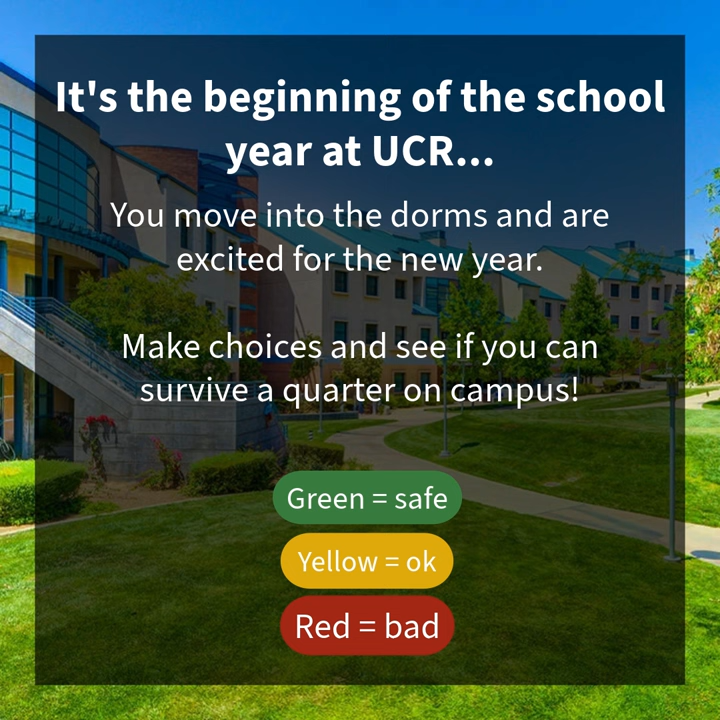 It's the beginning of the school
year at UCR...
You move into the dorms and are
excited for the new year.
Make choices and see if you can
survive a quarter on campus!
Green = safe
Yellow = ok
Red = bad